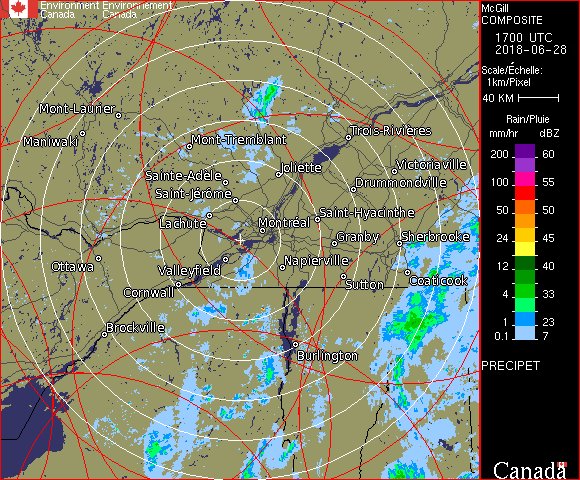 Environment Environnement
Canada Canada
McGill
COMPOSITE
1700 UTC
2018-06-28
Scale/Échelle:
1km/Pixel
40 KM
Rain/Pluie
mm/hr dBZ
200 60
100 55
50 50
24 45
12 40
4 33
1 23
0.1 7
PRECIPET
Canada
Mont-Laurier
Maniwaki
Mont-Tremblant
Trois-Rivières
Sainte-Adèle
Joliette
Victoriaville
Saint-Jérôme
Drummondville
Lachute
Montréal
Saint-Hyacinthe
Ottawa
Granby
Sherbrooke
Valleyfield
Napierville
Cornwall
Sutton
Coaticook
Brockville
Burlington